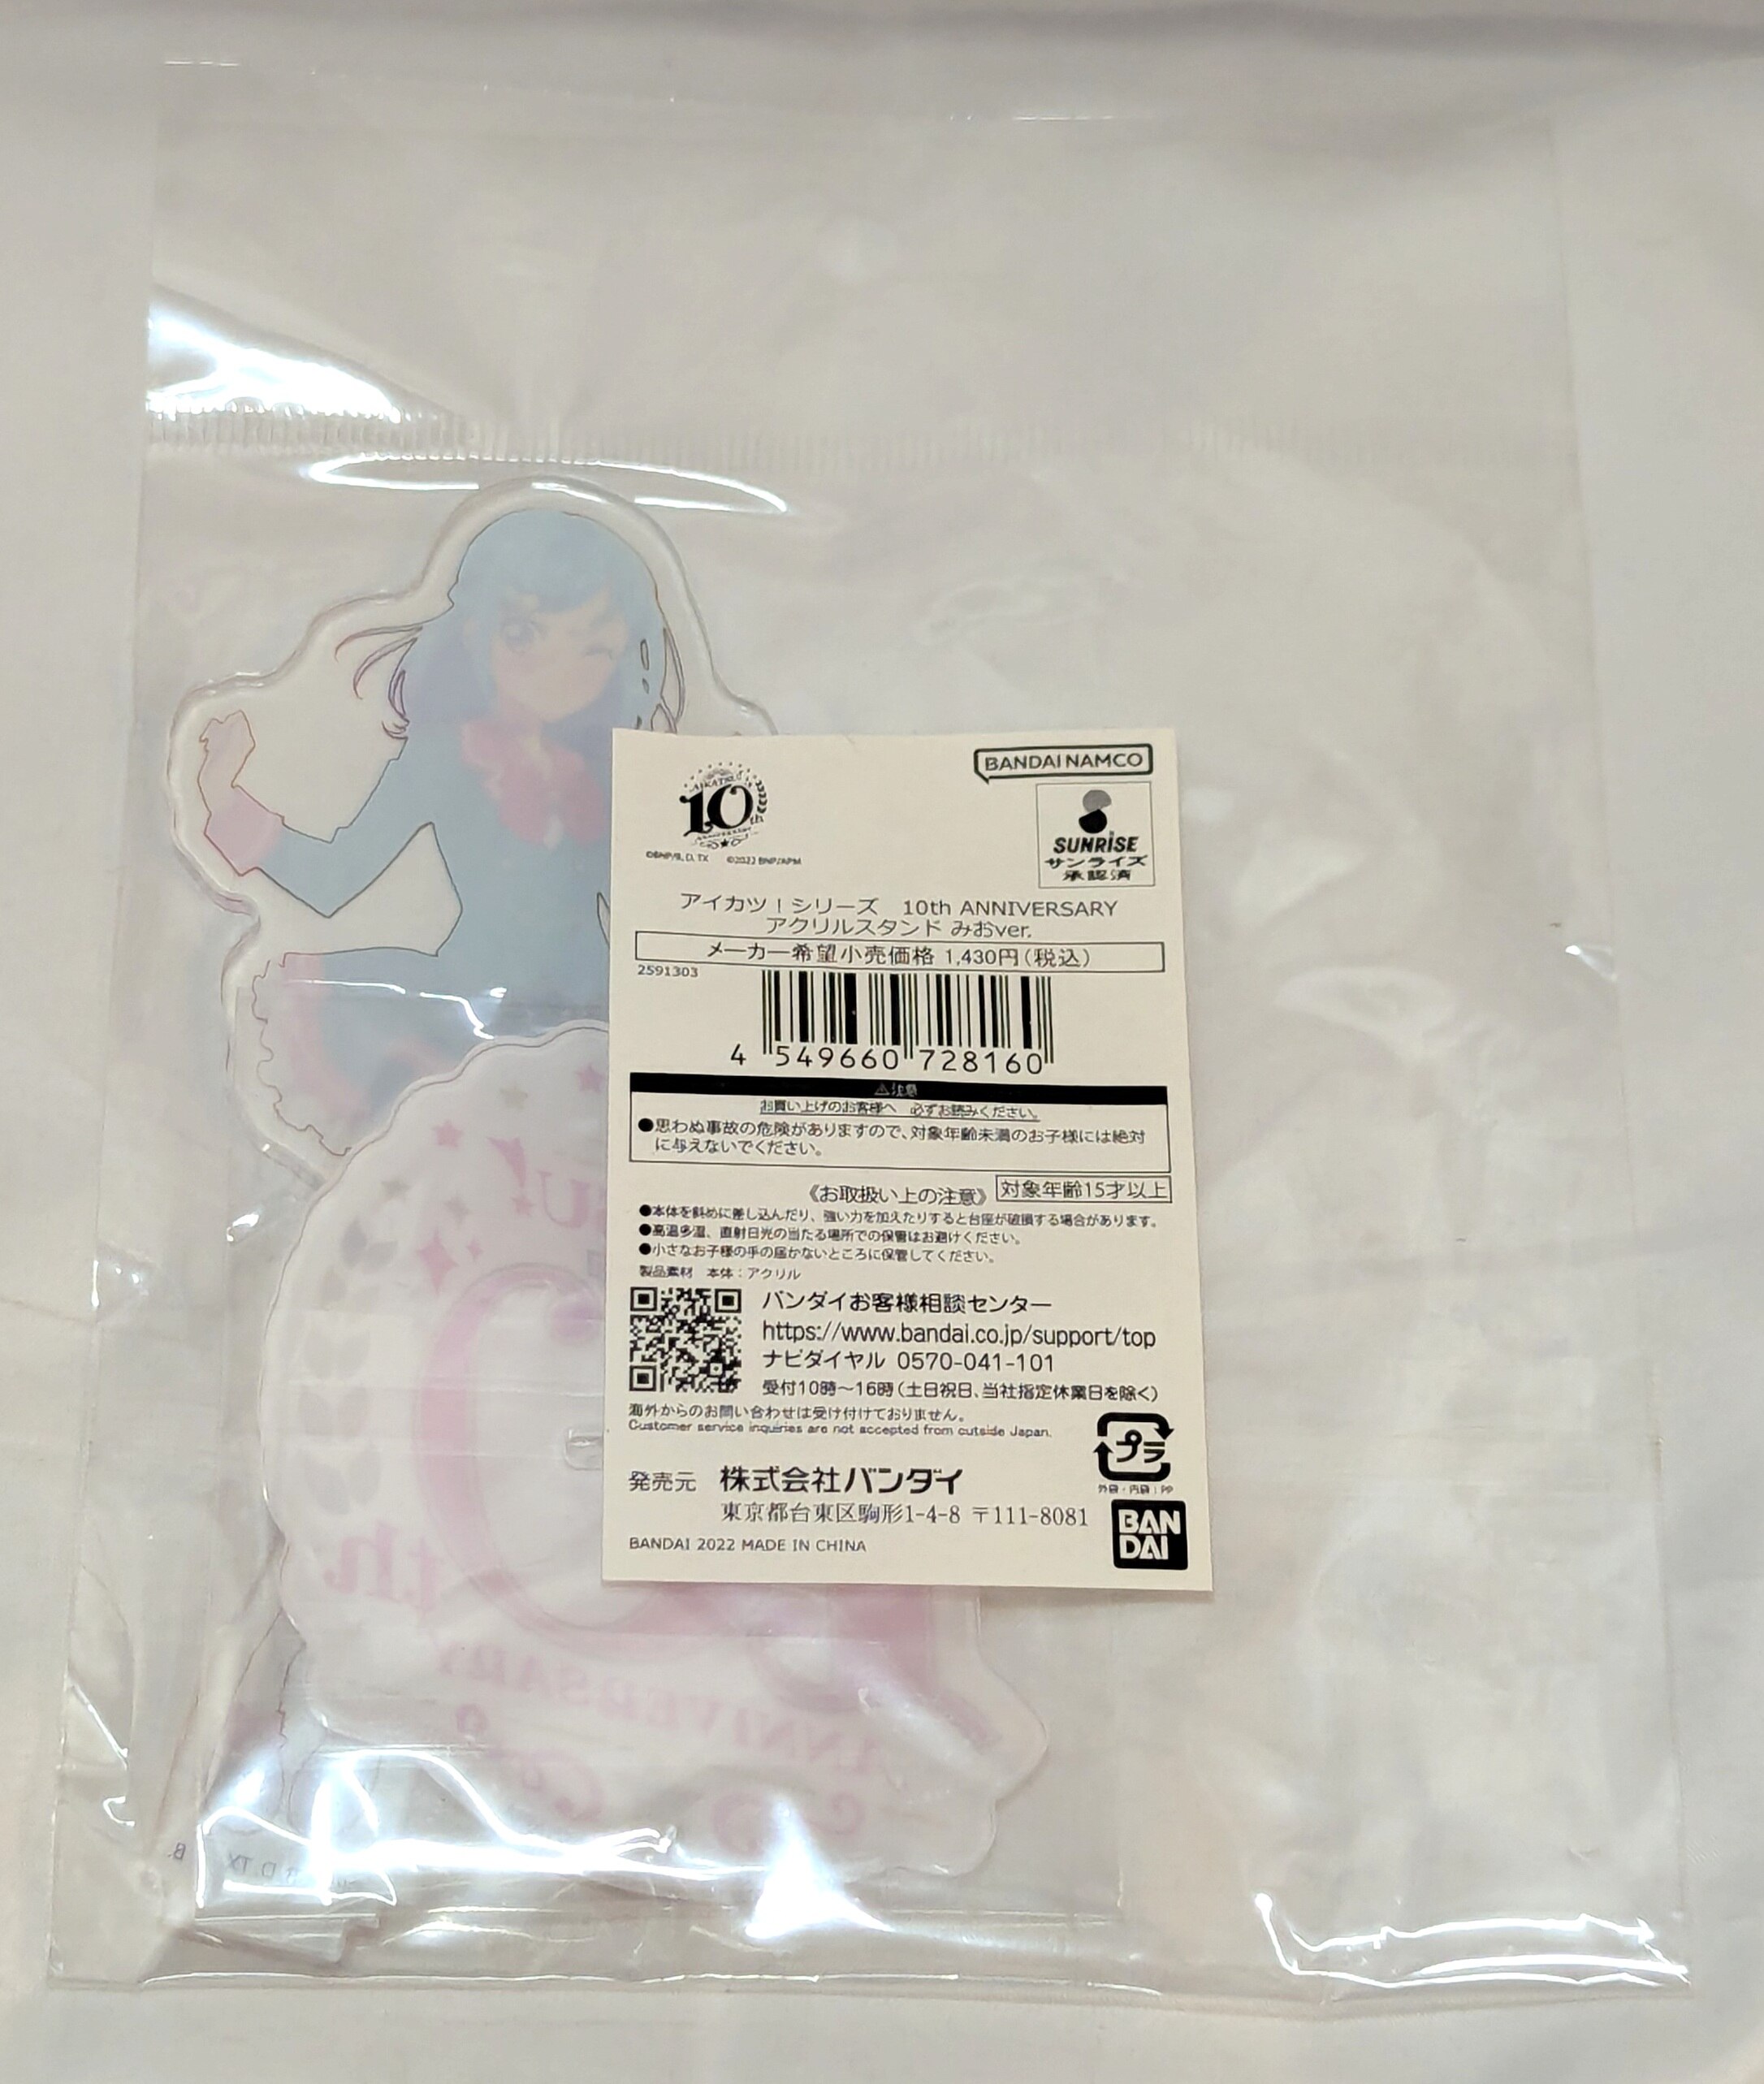 AIKATSU!
10th
ANNIVERSARY
©BNP/B, D, TX ©2022 BNP/APM
BANDAI NAMCO
SUNRISE
サンライズ
承認済
アイカツ！シリーズ 10th ANNIVERSARY
アクリルスタンド みおver.
メーカー希望小売価格 1,430円(税込)
2591303
4 549660 728160
⚠注意
お買い上げのお客様へ 必ずお読みください。
●思わぬ事故の危険がありますので、対象年齢未満のお子様には絶対
に与えないでください。
《お取扱い上の注意》 対象年齢15才以上
●本体を斜めに差し込んだり、強い力を加えたりすると台座が破損する場合があります。
●高温多湿、直射日光の当たる場所での保管はお避けください。
●小さなお子様の手の届かないところに保管してください。
製品素材 本体：アクリル
バンダイお客様相談センター
https://www.bandai.co.jp/support/top
ナビダイヤル 0570-041-101
受付10時～16時(土日祝日、当社指定休業日を除く)
海外からのお問い合わせは受け付けておりません。
Customer service inquiries are not accepted from outside Japan.
プラ
外袋・内袋：PP
発売元 株式会社バンダイ
東京都台東区駒形1-4-8 〒111-8081
BANDAI 2022 MADE IN CHINA
BAN
DAI
th
ANNIVERSARY